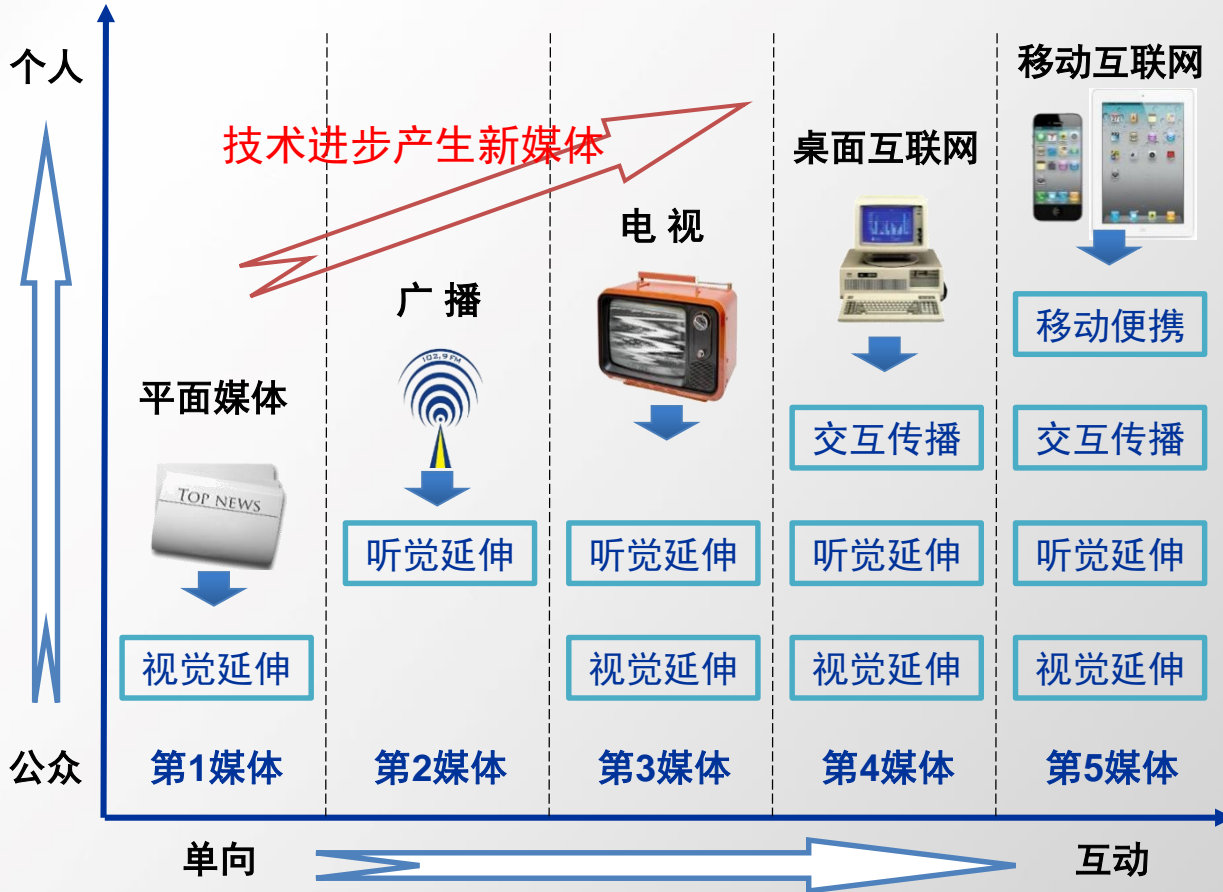 个人
移动互联网
技术进步产生新媒体
桌面互联网
电 视
广 播
移动便携
102.9 FM
平面媒体
交互传播
交互传播
TOP NEWS
听觉延伸
听觉延伸
听觉延伸
听觉延伸
视觉延伸
视觉延伸
视觉延伸
视觉延伸
公众
第1媒体
第2媒体
第3媒体
第4媒体
第5媒体
单向
互动